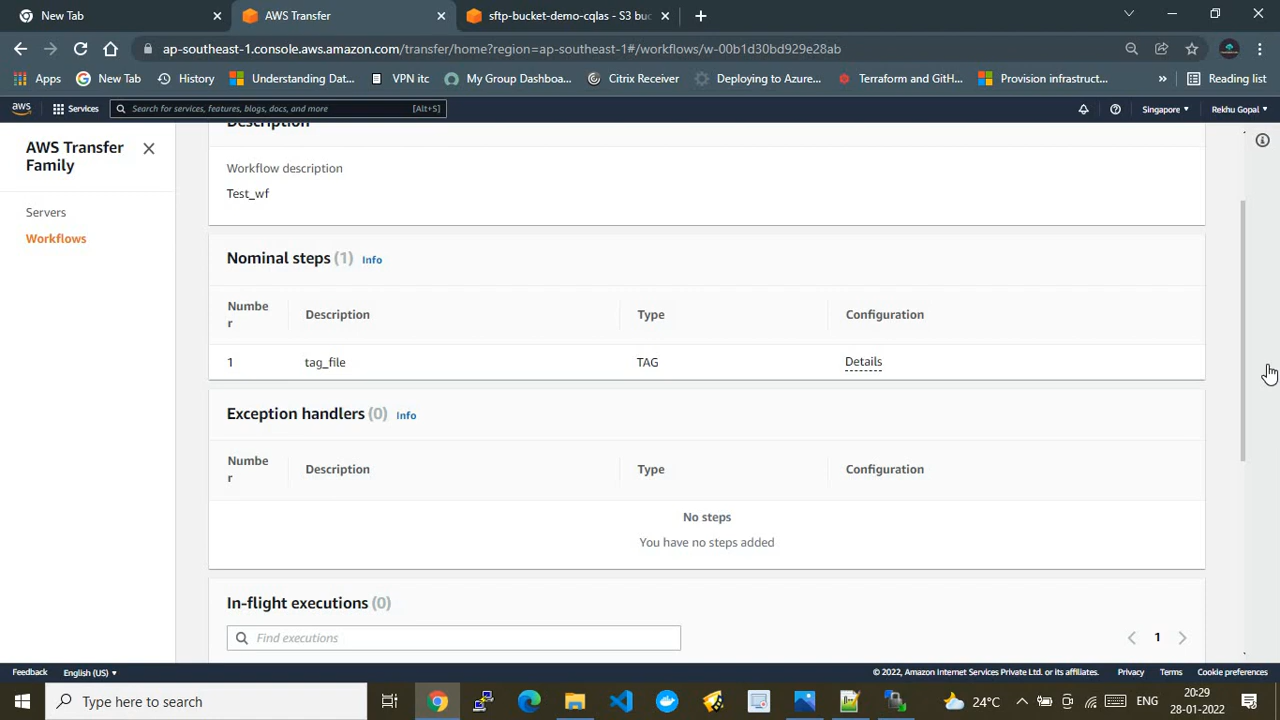 New Tab
AWS Transfer
sftp-bucket-demo-cqlas - S3 buc
ap-southeast-1.console.aws.amazon.com/transfer/home?region=ap-southeast-1#/workflows/w-00b1d30bd929e28ab
Apps
New Tab
History
Understanding Dat...
VPN itc
My Group Dashboa...
Citrix Receiver
Deploying to Azure...
Terraform and GitH...
Provision infrastruct...
»
Reading list
aws
Services
Search for services, features, blogs, docs, and more
[Alt+S]
Singapore
Rekhu Gopal
AWS Transfer
Family
Servers
Workflows
Description
Workflow description
Test_wf
Nominal steps (1) Info
Numbe
r
Description
Type
Configuration
1
tag_file
TAG
Details
Exception handlers (0) Info
Numbe
r
Description
Type
Configuration
No steps
You have no steps added
In-flight executions (0)
Find executions
1
Feedback
English (US)
© 2022, Amazon Internet Services Private Ltd. or its affiliates.
Privacy
Terms
Cookie preferences
Type here to search
24°C
ENG
20:29
28-01-2022